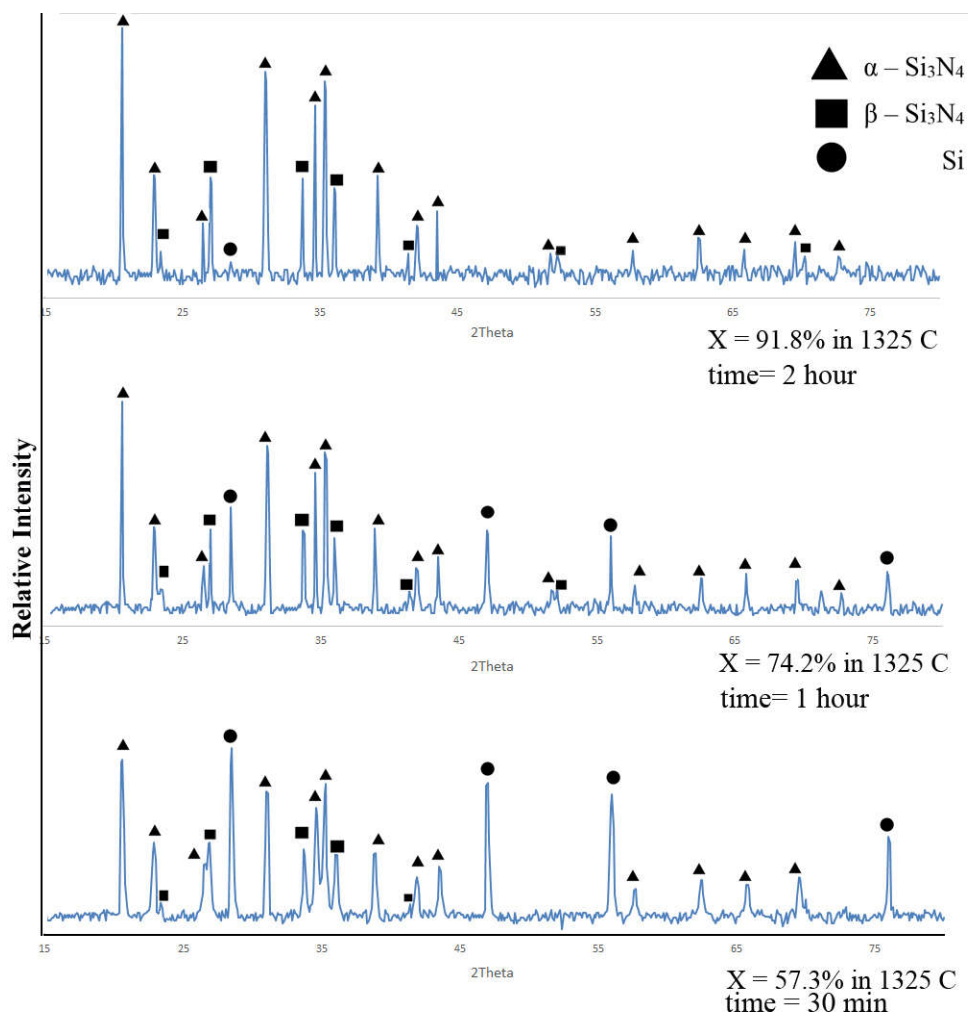 α – Si₃N₄
β – Si₃N₄
Si
15 25 35 45 55 65 75
2Theta
X = 91.8% in 1325 C
time= 2 hour
Relative Intensity
15 25 35 45 55 65 75
2Theta
X = 74.2% in 1325 C
time= 1 hour
15 25 35 45 55 65 75
2Theta
X = 57.3% in 1325 C
time = 30 min